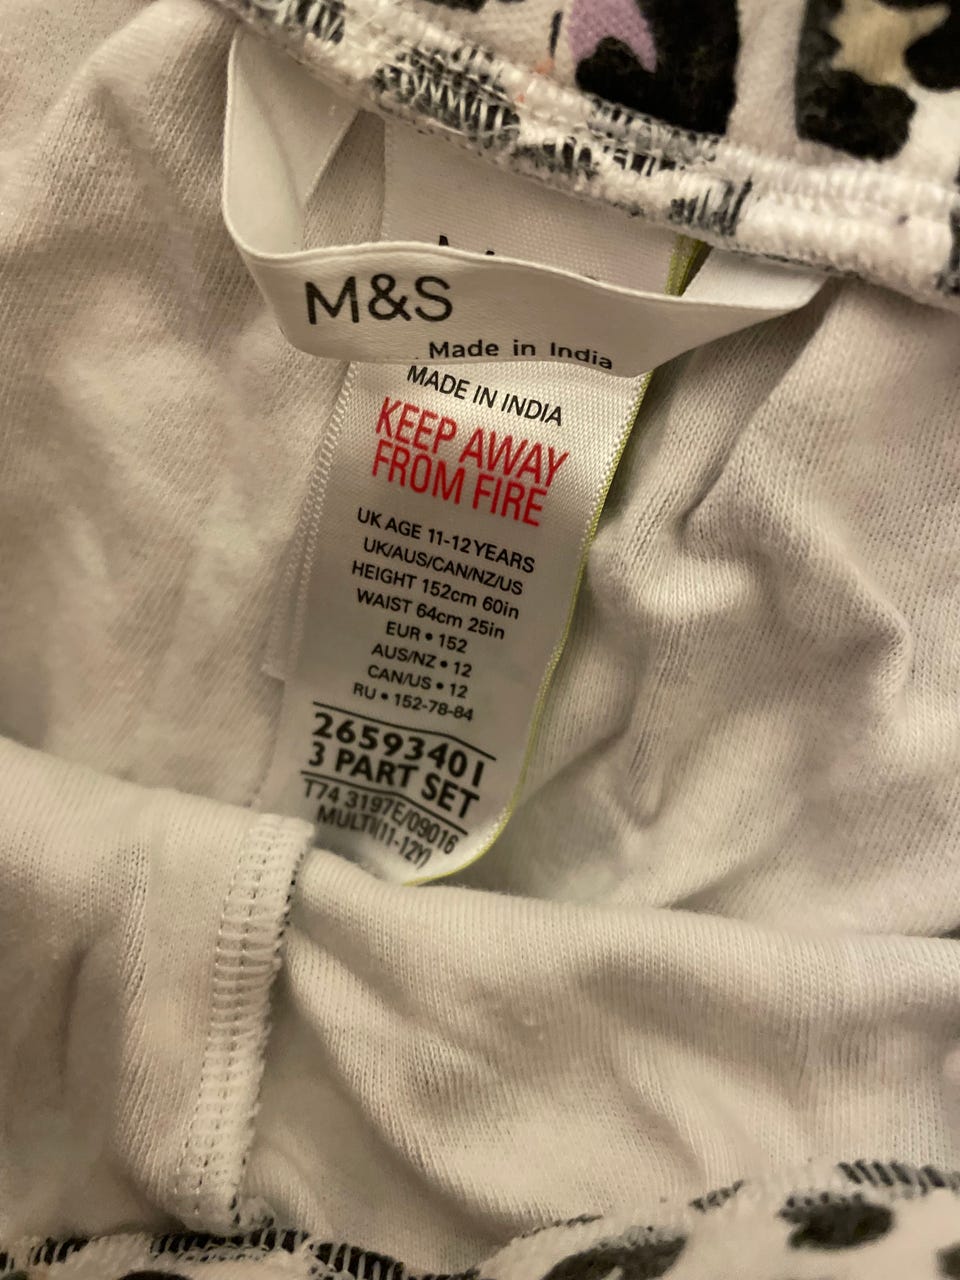 M&S
Made in India
MADE IN INDIA
KEEP AWAY
FROM FIRE
UK AGE 11-12YEARS
UK/AUS/CAN/NZ/US
HEIGHT 152cm 60in
WAIST 64cm 25in
EUR • 152
AUS/NZ • 12
CAN/US • 12
RU • 152-78-84
26593401
3 PART SET
T74 3197E/09016
MULTI(11-12Y)